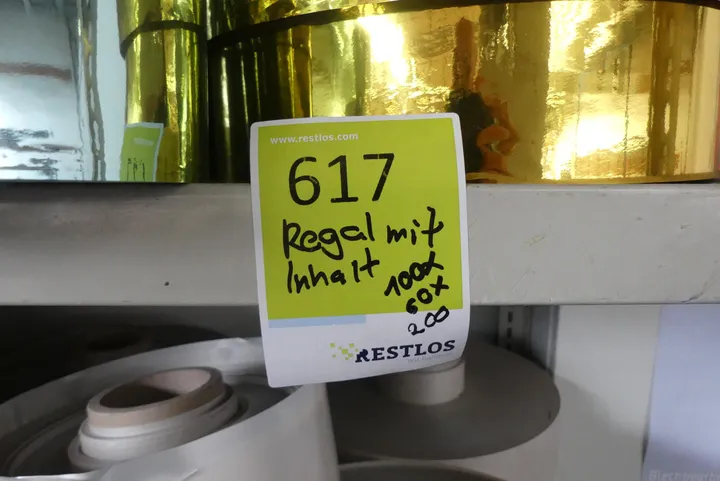 www.restlos.com
617
Regal mit
Inhalt
100x
60x
200
RESTLOS